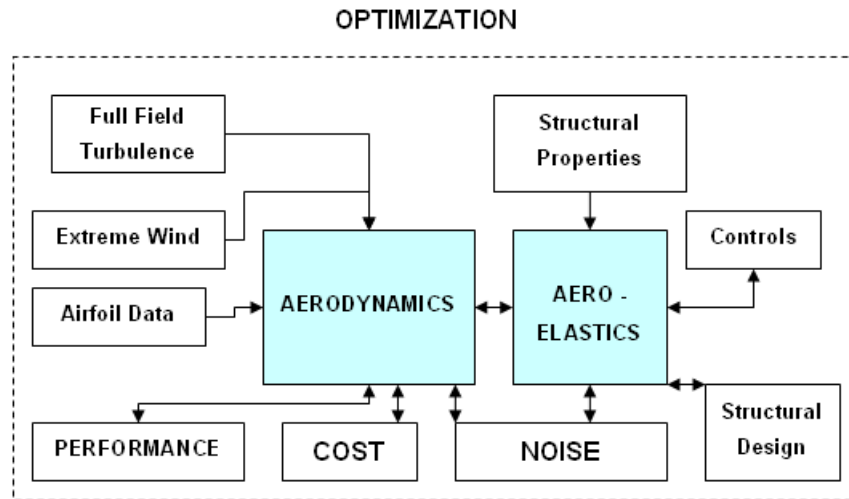 OPTIMIZATION
Full Field
Turbulence
Structural
Properties
Extreme Wind
Controls
Airfoil Data
AERODYNAMICS
AERO -
ELASTICS
PERFORMANCE
COST
NOISE
Structural
Design